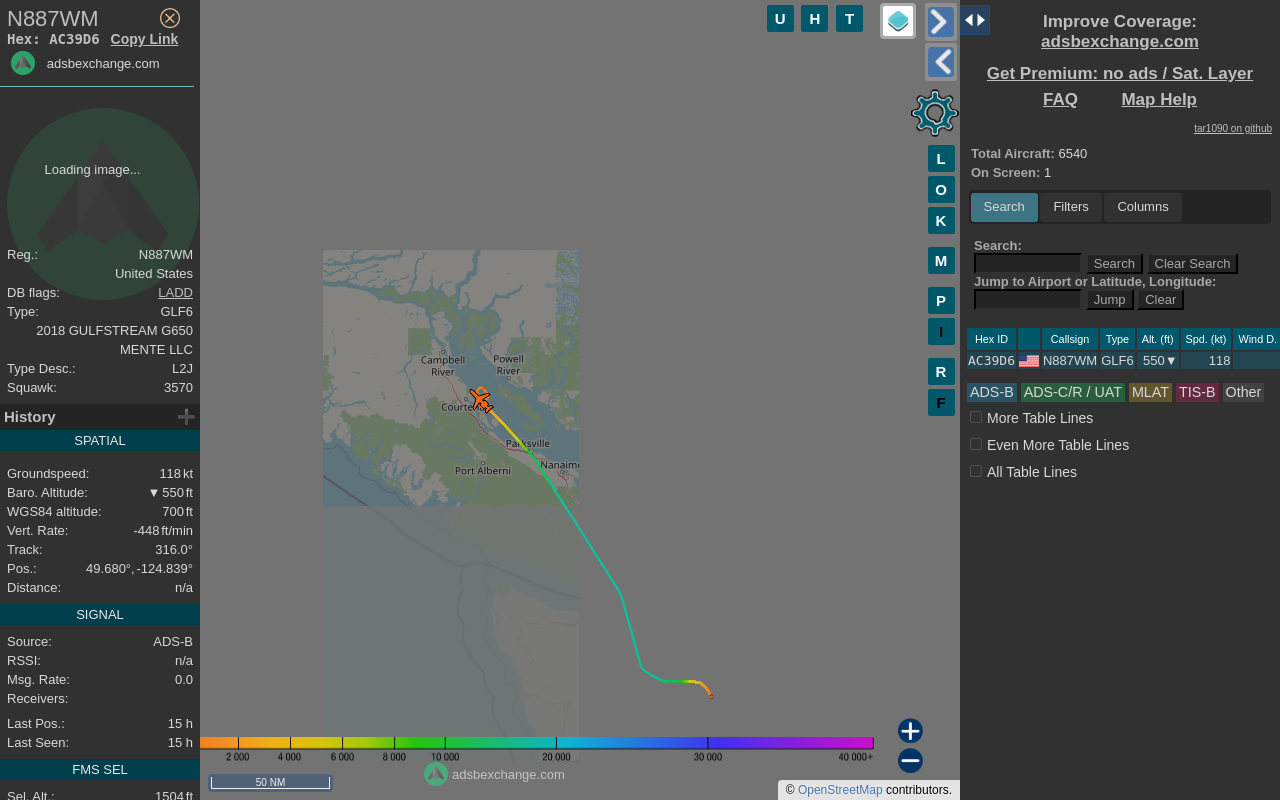 N887WM
Hex: AC39D6 Copy Link
adsbexchange.com
Loading image...
Reg.: N887WM
United States
DB flags: LADD
Type: GLF6
2018 GULFSTREAM G650
MENTE LLC
Type Desc.: L2J
Squawk: 3570
History
SPATIAL
Groundspeed: 118 kt
Baro. Altitude: ▼ 550 ft
WGS84 altitude: 700 ft
Vert. Rate: -448 ft/min
Track: 316.0°
Pos.: 49.680°, -124.839°
Distance: n/a
SIGNAL
Source: ADS-B
RSSI: n/a
Msg. Rate: 0.0
Receivers:
Last Pos.: 15 h
Last Seen: 15 h
FMS SEL
Sel. Alt.: 1504 ft
U H T
L
O
K
M
P
I
R
F
Campbell
River
Powell
River
Parksville
Port Alberni
2 000 4 000 6 000 8 000 10 000 20 000 30 000 40 000+
50 NM
adsbexchange.com
© OpenStreetMap contributors.
Improve Coverage:
adsbexchange.com
Get Premium: no ads / Sat. Layer
FAQ Map Help
tar1090 on github
Total Aircraft: 6540
On Screen: 1
Search Filters Columns
Search:
Search Clear Search
Jump to Airport or Latitude, Longitude:
Jump Clear
Hex ID Callsign Type Alt. (ft) Spd. (kt) Wind D.
AC39D6 N887WM GLF6 550▼ 118
ADS-B ADS-C/R / UAT MLAT TIS-B Other
More Table Lines
Even More Table Lines
All Table Lines